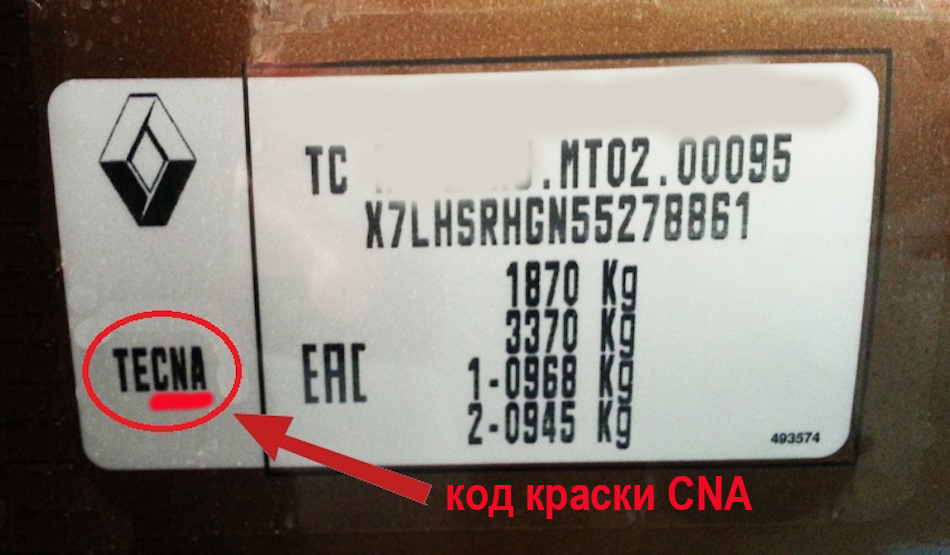 TC .MT02.00095
X7LHSRHGN55278861
1870 Kg
3370 Kg
TECNA
EAC
1-0968 Kg
2-0945 Kg
493574
код краски CNA